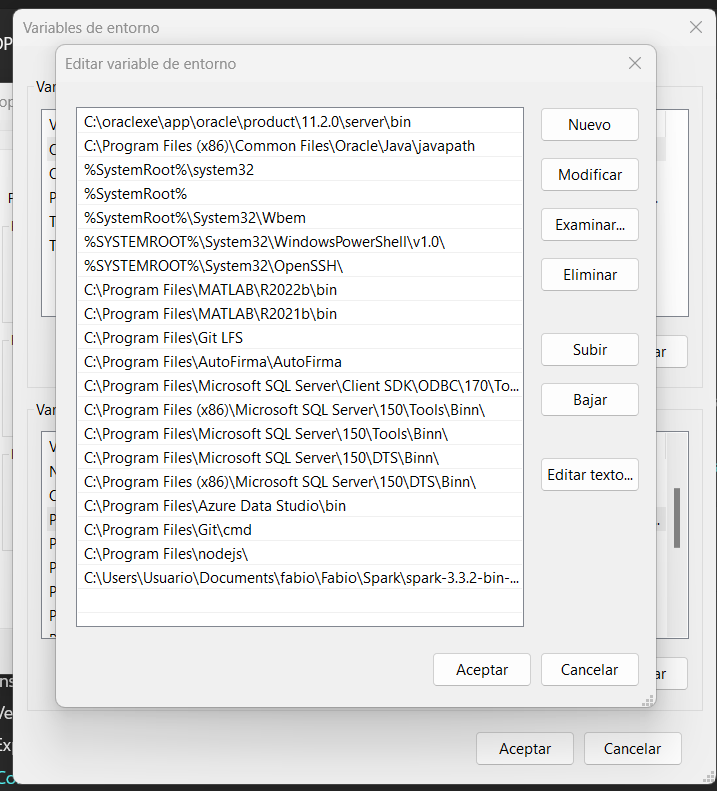 Variables de entorno
Editar variable de entorno
C:\oraclexe\app\oracle\product\11.2.0\server\bin
C:\Program Files (x86)\Common Files\Oracle\Java\javapath
%SystemRoot%\system32
%SystemRoot%
%SystemRoot%\System32\Wbem
%SYSTEMROOT%\System32\WindowsPowerShell\v1.0\
%SYSTEMROOT%\System32\OpenSSH\
C:\Program Files\MATLAB\R2022b\bin
C:\Program Files\MATLAB\R2021b\bin
C:\Program Files\Git LFS
C:\Program Files\AutoFirma\AutoFirma
C:\Program Files\Microsoft SQL Server\Client SDK\ODBC\170\To...
C:\Program Files (x86)\Microsoft SQL Server\150\Tools\Binn\
C:\Program Files\Microsoft SQL Server\150\Tools\Binn\
C:\Program Files\Microsoft SQL Server\150\DTS\Binn\
C:\Program Files (x86)\Microsoft SQL Server\150\DTS\Binn\
C:\Program Files\Azure Data Studio\bin
C:\Program Files\Git\cmd
C:\Program Files\nodejs\
C:\Users\Usuario\Documents\fabio\Fabio\Spark\spark-3.3.2-bin-...
Nuevo
Modificar
Examinar...
Eliminar
Subir
Bajar
Editar texto...
Aceptar
Cancelar
Aceptar
Cancelar